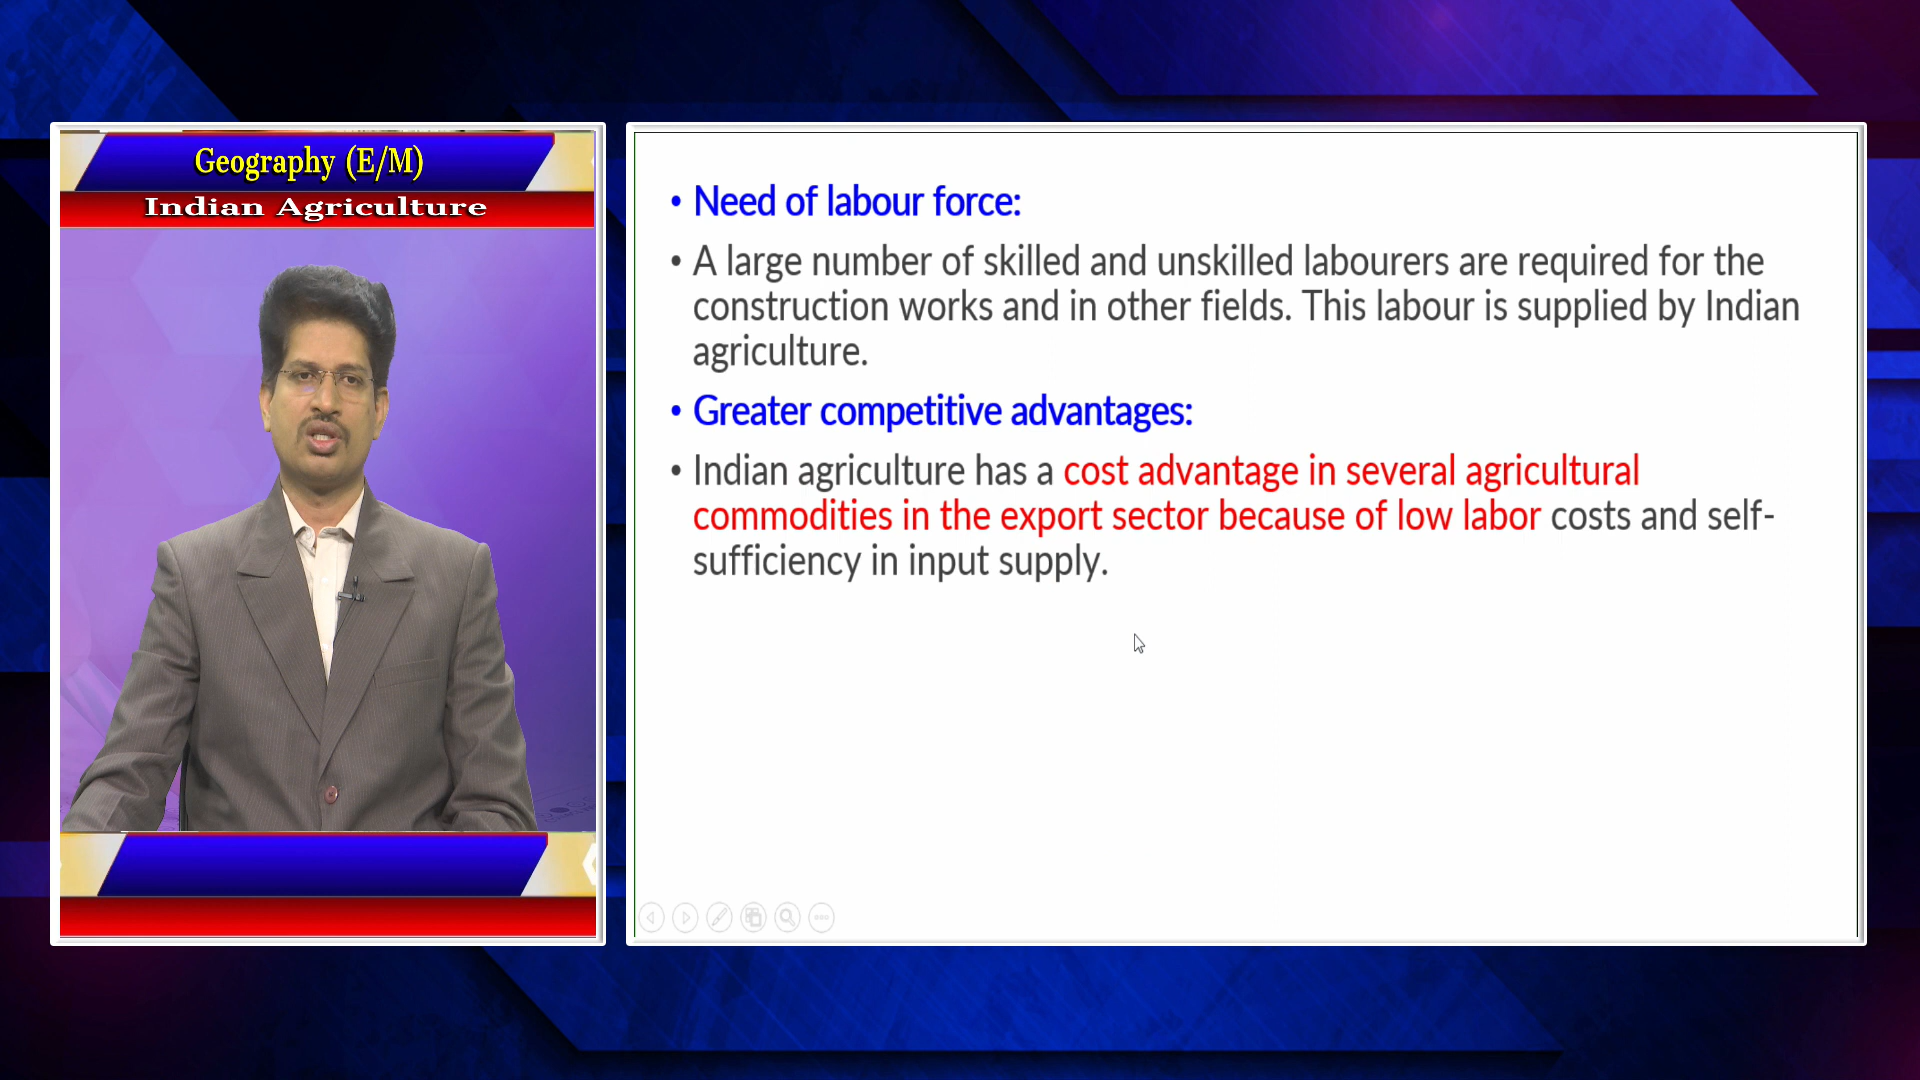 Geography (E/M)
Indian Agriculture
• Need of labour force:
• A large number of skilled and unskilled labourers are required for the
construction works and in other fields. This labour is supplied by Indian
agriculture.
• Greater competitive advantages:
• Indian agriculture has a cost advantage in several agricultural
commodities in the export sector because of low labor costs and self-
sufficiency in input supply.